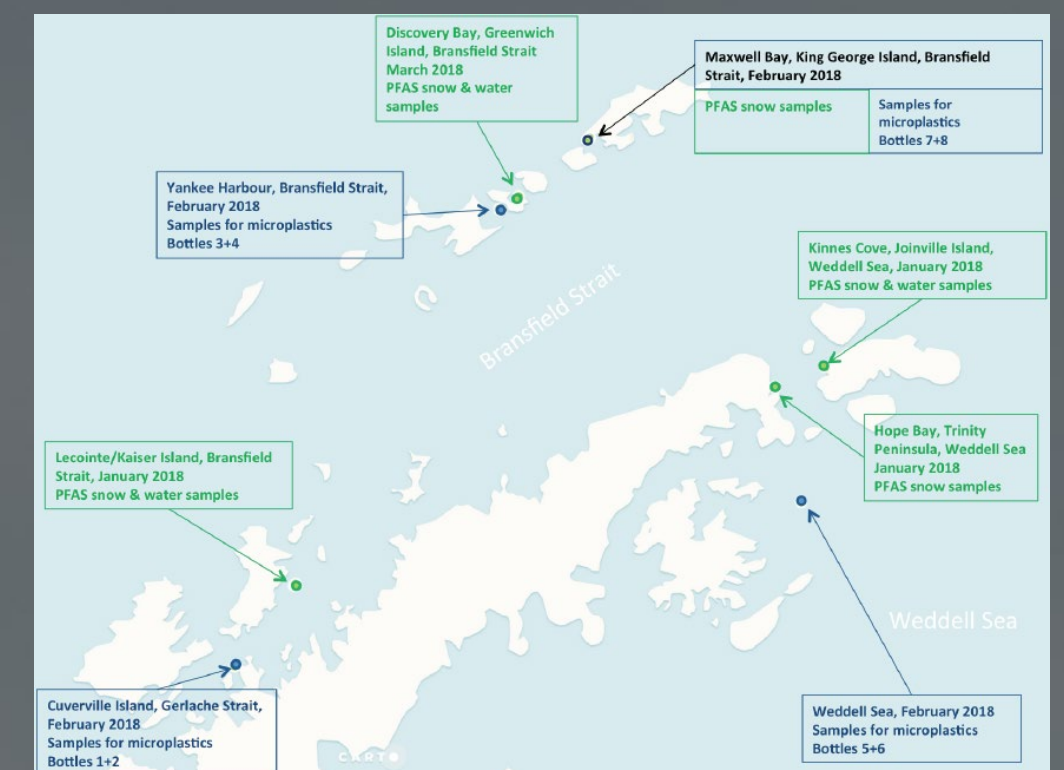 Discovery Bay, Greenwich
Island, Bransfield Strait
March 2018
PFAS snow & water
samples
Maxwell Bay, King George Island, Bransfield
Strait, February 2018
PFAS snow samples
Samples for
microplastics
Bottles 7+8
Yankee Harbour, Bransfield Strait,
February 2018
Samples for microplastics
Bottles 3+4
Kinnes Cove, Joinville Island,
Weddell Sea, January 2018
PFAS snow & water samples
Bransfield Strait
Hope Bay, Trinity
Peninsula, Weddell Sea
January 2018
PFAS snow samples
Lecointe/Kaiser Island, Bransfield
Strait, January 2018
PFAS snow & water samples
Weddell Sea
Cuverville Island, Gerlache Strait,
February 2018
Samples for microplastics
Bottles 1+2
Weddell Sea, February 2018
Samples for microplastics
Bottles 5+6
CARTO